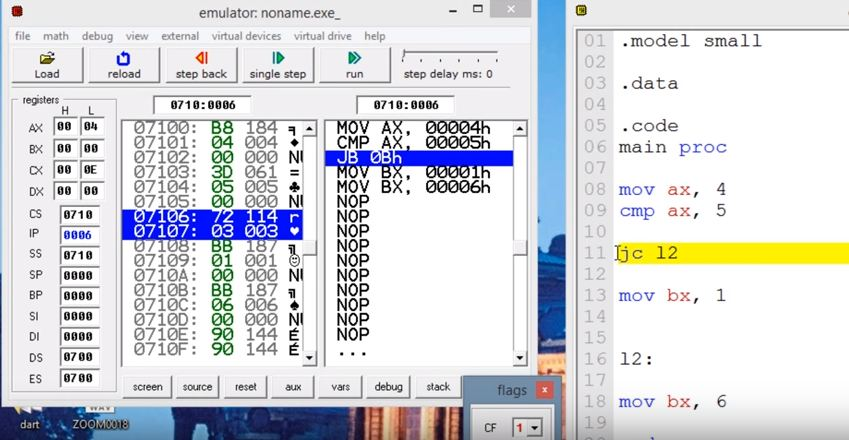 emulator: noname.exe_
file math debug view external virtual devices virtual drive help
Load reload step back single step run step delay ms: 0
registers
H L
AX 00 04
BX 00 00
CX 00 0E
DX 00 00
CS 0710
IP 0006
SS 0710
SP 0000
BP 0000
SI 0000
DI 0000
DS 0700
ES 0700
0710:0006
07100: B8 184 ╕
07101: 04 004 ♦
07102: 00 000 NU
07103: 3D 061 =
07104: 05 005 ♣
07105: 00 000 NU
07106: 72 114 r
07107: 03 003 ♥
07108: BB 187 ╗
07109: 01 001 ☺
0710A: 00 000 NU
0710B: BB 187 ╗
0710C: 06 006 ♠
0710D: 00 000 NU
0710E: 90 144 É
0710F: 90 144 É
0710:0006
MOV AX, 00004h
CMP AX, 00005h
JB 0Bh
MOV BX, 00001h
MOV BX, 00006h
NOP
NOP
NOP
NOP
NOP
NOP
NOP
NOP
NOP
NOP
...
screen source reset aux vars debug stack
flags x
CF 1
dart
ZOOM0018
01 .model small
02
03 .data
04
05 .code
06 main proc
07
08 mov ax, 4
09 cmp ax, 5
10
11 jc l2
12
13 mov bx, 1
14
15
16 l2:
17
18 mov bx, 6
19